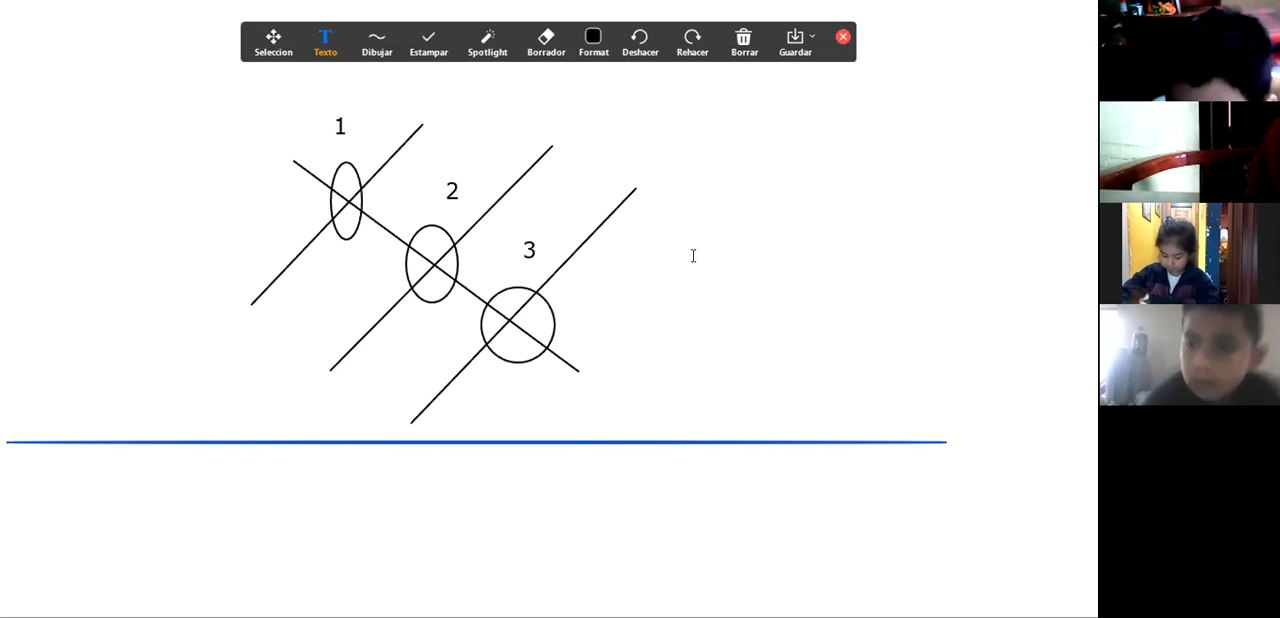 Seleccion Texto Dibujar Estampar Spotlight Borrador Format Deshacer Rehacer Borrar Guardar
1
2
3